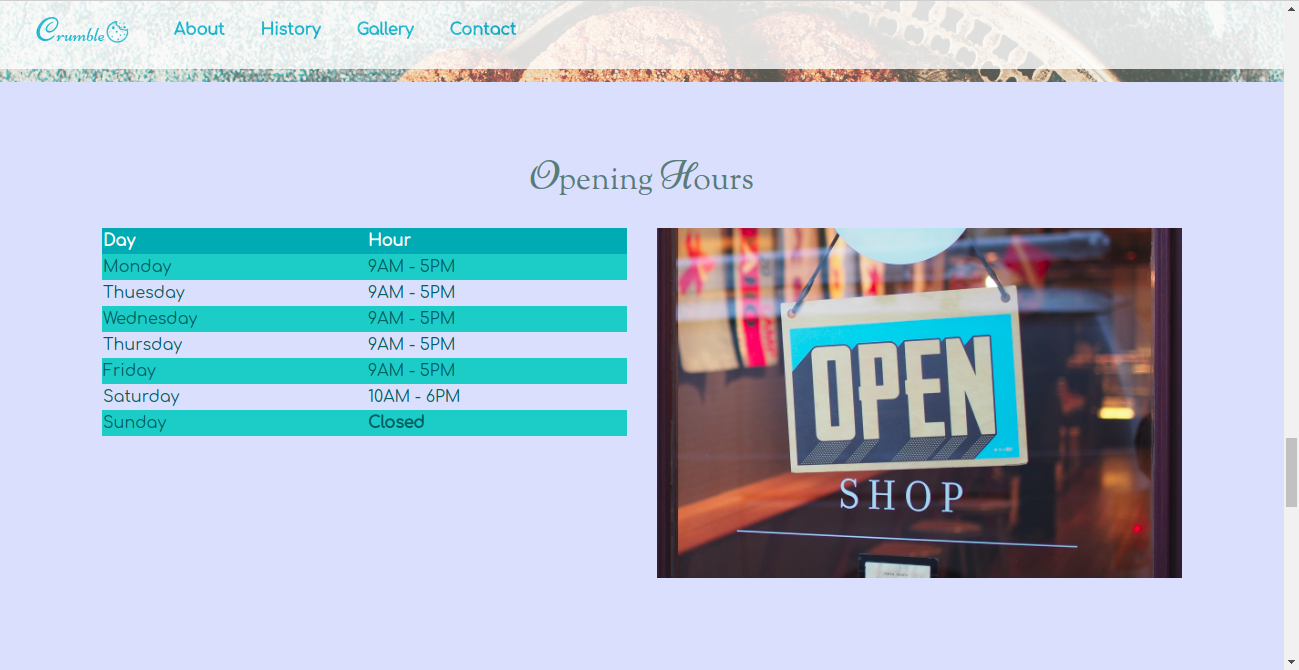 Crumble About History Gallery Contact
Opening Hours
Day Hour
Monday 9AM - 5PM
Thuesday 9AM - 5PM
Wednesday 9AM - 5PM
Thursday 9AM - 5PM
Friday 9AM - 5PM
Saturday 10AM - 6PM
Sunday Closed
OPEN
SHOP